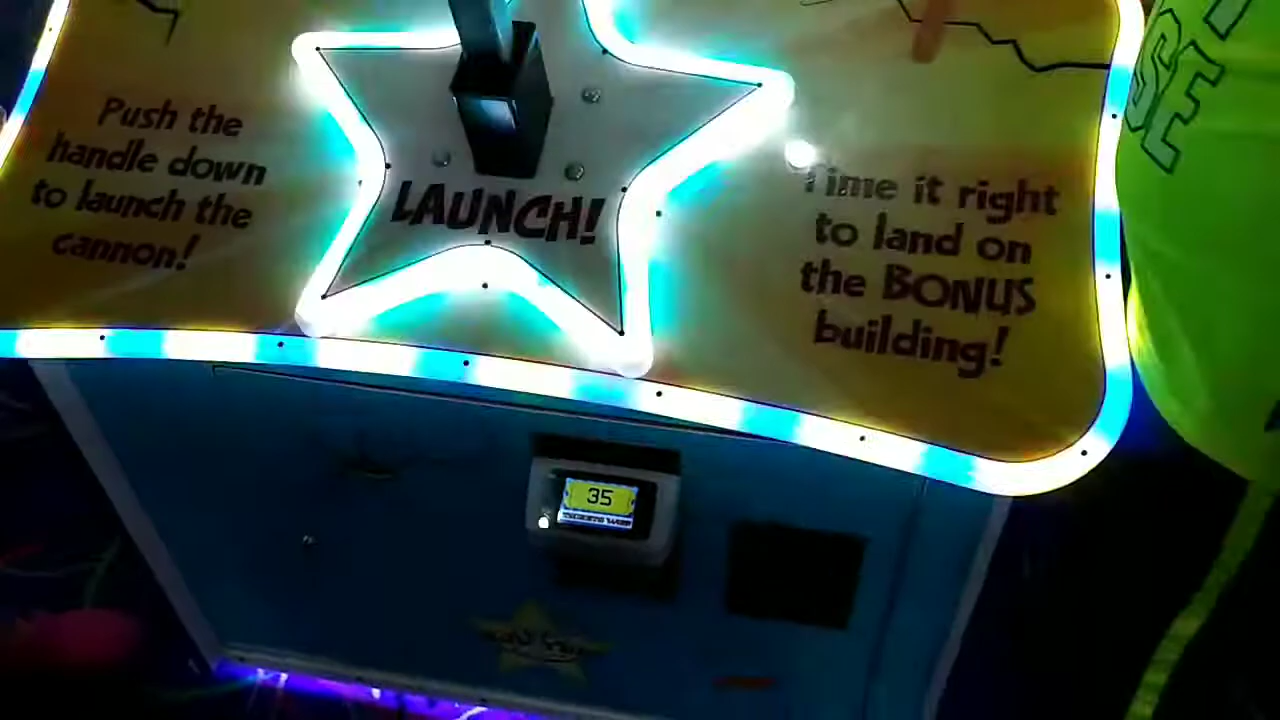 Push the
handle down
to launch the
cannon!
LAUNCH!
Time it right
to land on
the BONUS
building!
SE
35